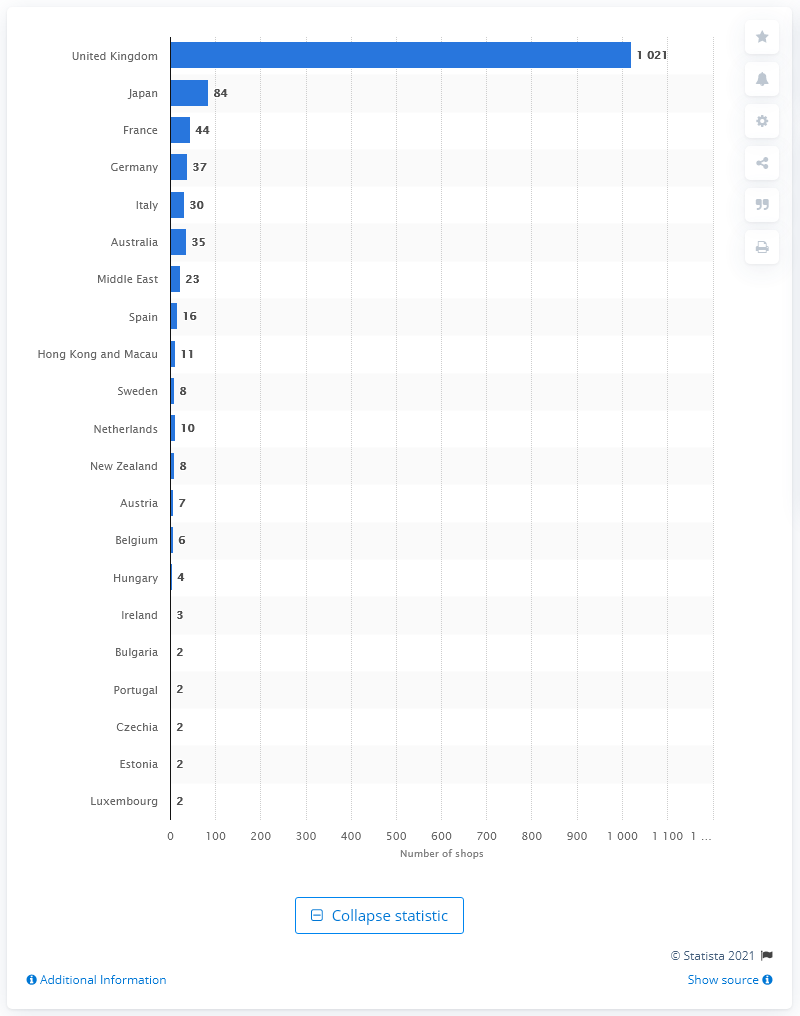 United Kingdom 1 021
Japan 84
France 44
Germany 37
Italy 30
Australia 35
Middle East 23
Spain 16
Hong Kong and Macau 11
Sweden 8
Netherlands 10
New Zealand 8
Austria 7
Belgium 6
Hungary 4
Ireland 3
Bulgaria 2
Portugal 2
Czechia 2
Estonia 2
Luxembourg 2
0 100 200 300 400 500 600 700 800 900 1 000 1 100 1 ...
Number of shops
Collapse statistic
© Statista 2021
Additional Information Show source